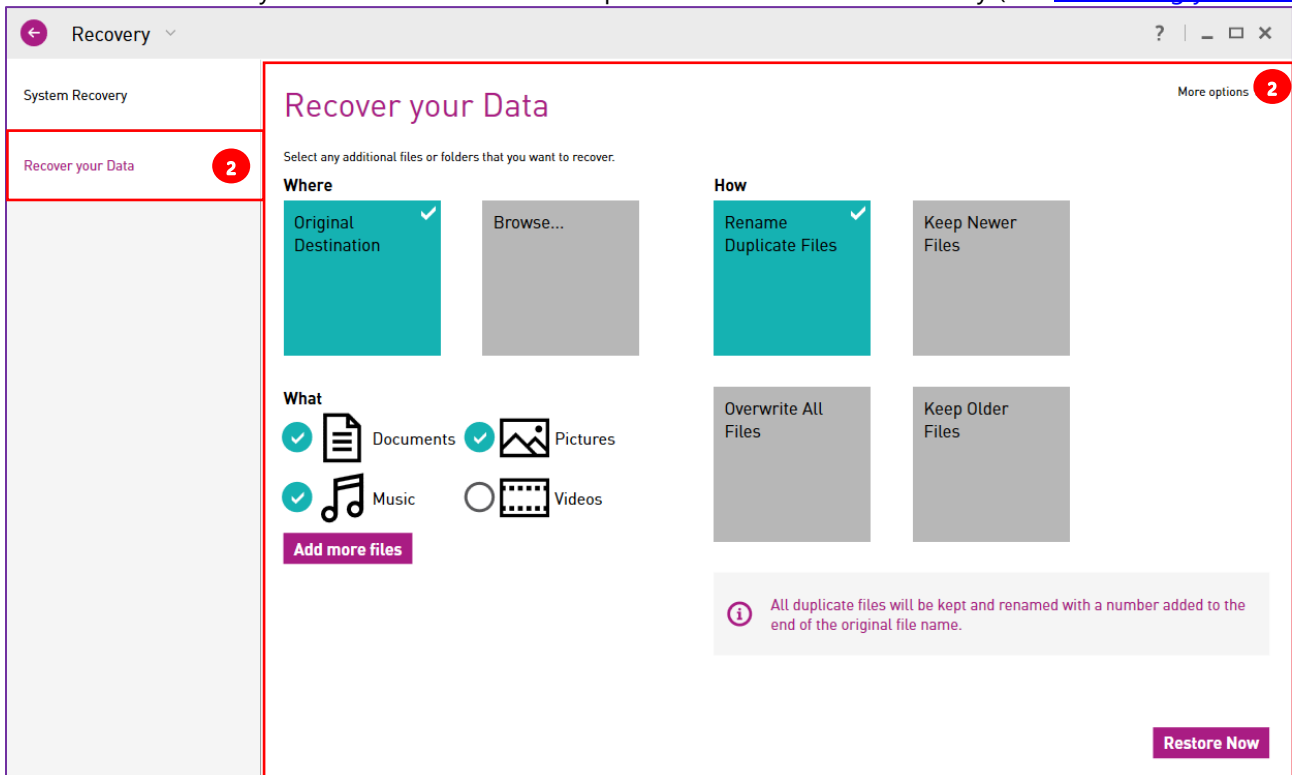 Recovery
?
System Recovery
Recover your Data
2
Recover your Data
More options
2
Select any additional files or folders that you want to recover.
Where
Original
Destination
Browse...
How
Rename
Duplicate Files
Keep Newer
Files
What
Documents
Pictures
Music
Videos
Add more files
Overwrite All
Files
Keep Older
Files
All duplicate files will be kept and renamed with a number added to the
end of the original file name.
Restore Now